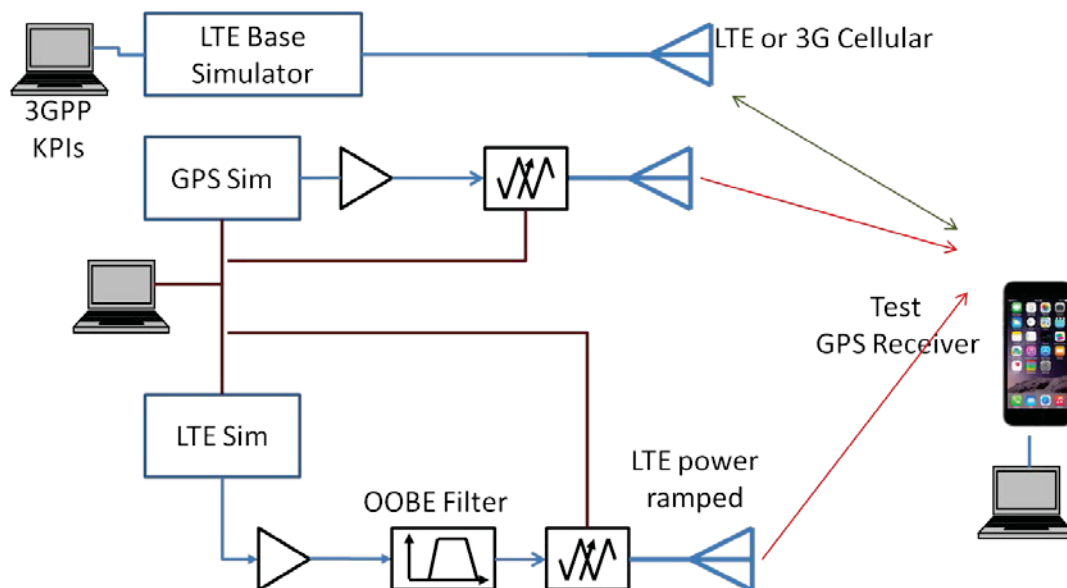 LTE Base
Simulator
LTE or 3G Cellular
3GPP
KPIs
GPS Sim
Test
GPS Receiver
LTE Sim
LTE power
ramped
OOBE Filter